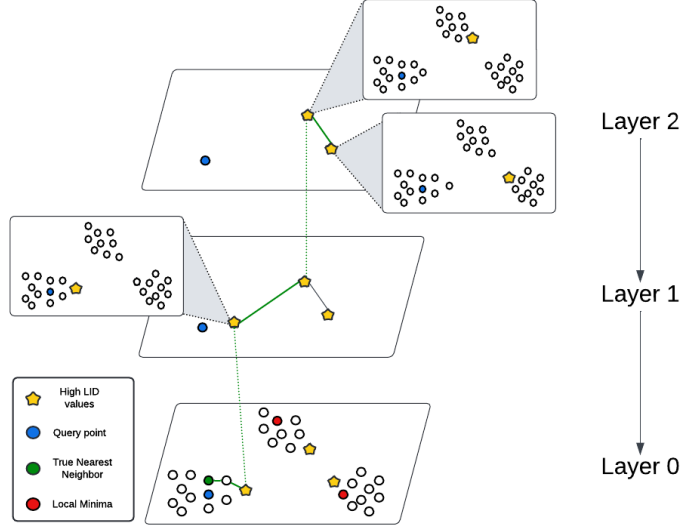 Layer 2
Layer 1
Layer 0
High LID
values
Query point
True Nearest
Neighbor
Local Minima